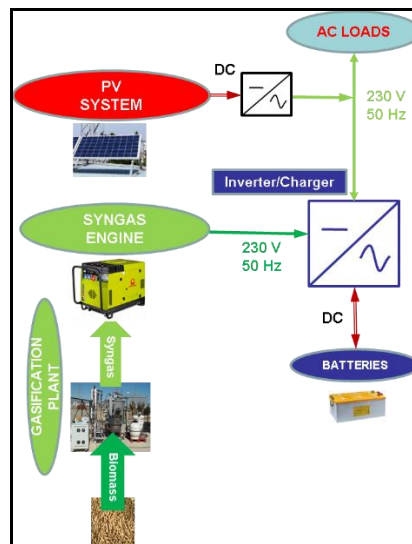 AC LOADS
DC
PV
SYSTEM
230 V
50 Hz
Inverter/Charger
SYNGAS
ENGINE
230 V
50 Hz
DC
Syngas
GASIFICATION
PLANT
BATTERIES
Biomass